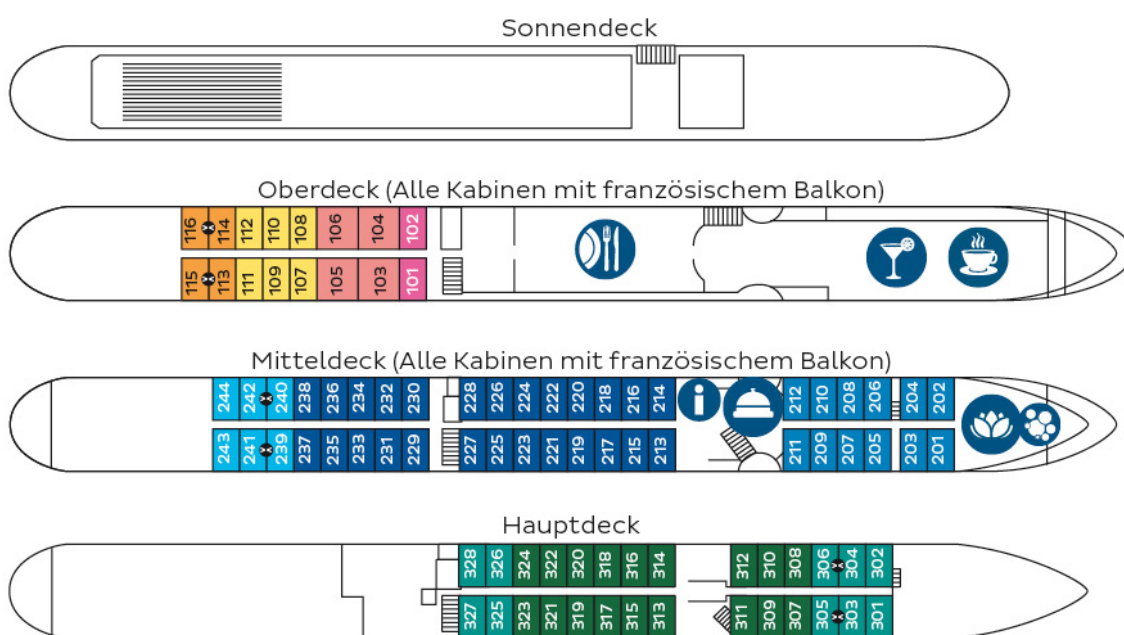 Sonnendeck
Oberdeck (Alle Kabinen mit französischem Balkon)
116 114 112 110 108 106 104 102
115 113 111 109 107 105 103 101
Mitteldeck (Alle Kabinen mit französischem Balkon)
244 242 240 238 236 234 232 230 228 226 224 222 220 218 216 214 i 212 210 208 206 204 202
243 241 239 237 235 233 231 229 227 225 223 221 219 217 215 213 211 209 207 205 203 201
Hauptdeck
328 326 324 322 320 318 316 314 312 310 308 306 304 302
327 325 323 321 319 317 315 313 311 309 307 305 303 301